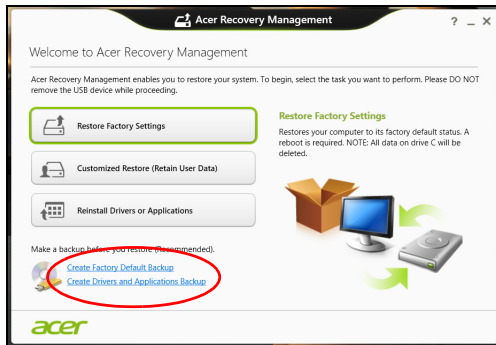 Acer Recovery Management
? _ X
Welcome to Acer Recovery Management
Acer Recovery Management enables you to restore your system. To begin, select the task you want to perform. Please DO NOT
remove the USB device while proceeding.
Restore Factory Settings
Customized Restore (Retain User Data)
Reinstall Drivers or Applications
Restore Factory Settings
Restores your computer to its factory default status. A
reboot is required. NOTE: All data on drive C will be
deleted.
Make a backup before you restore (Recommended).
Create Factory Default Backup
Create Drivers and Applications Backup
acer